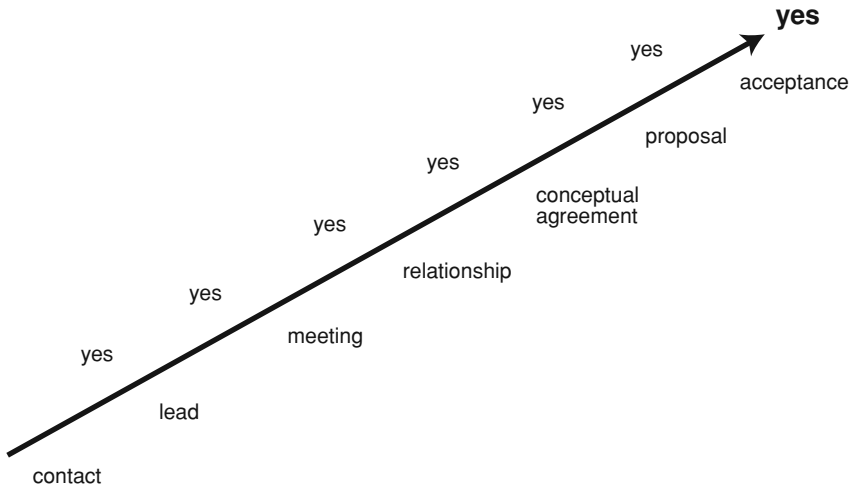 yes
yes
acceptance
yes
proposal
yes
conceptual
agreement
yes
relationship
yes
meeting
yes
lead
contact